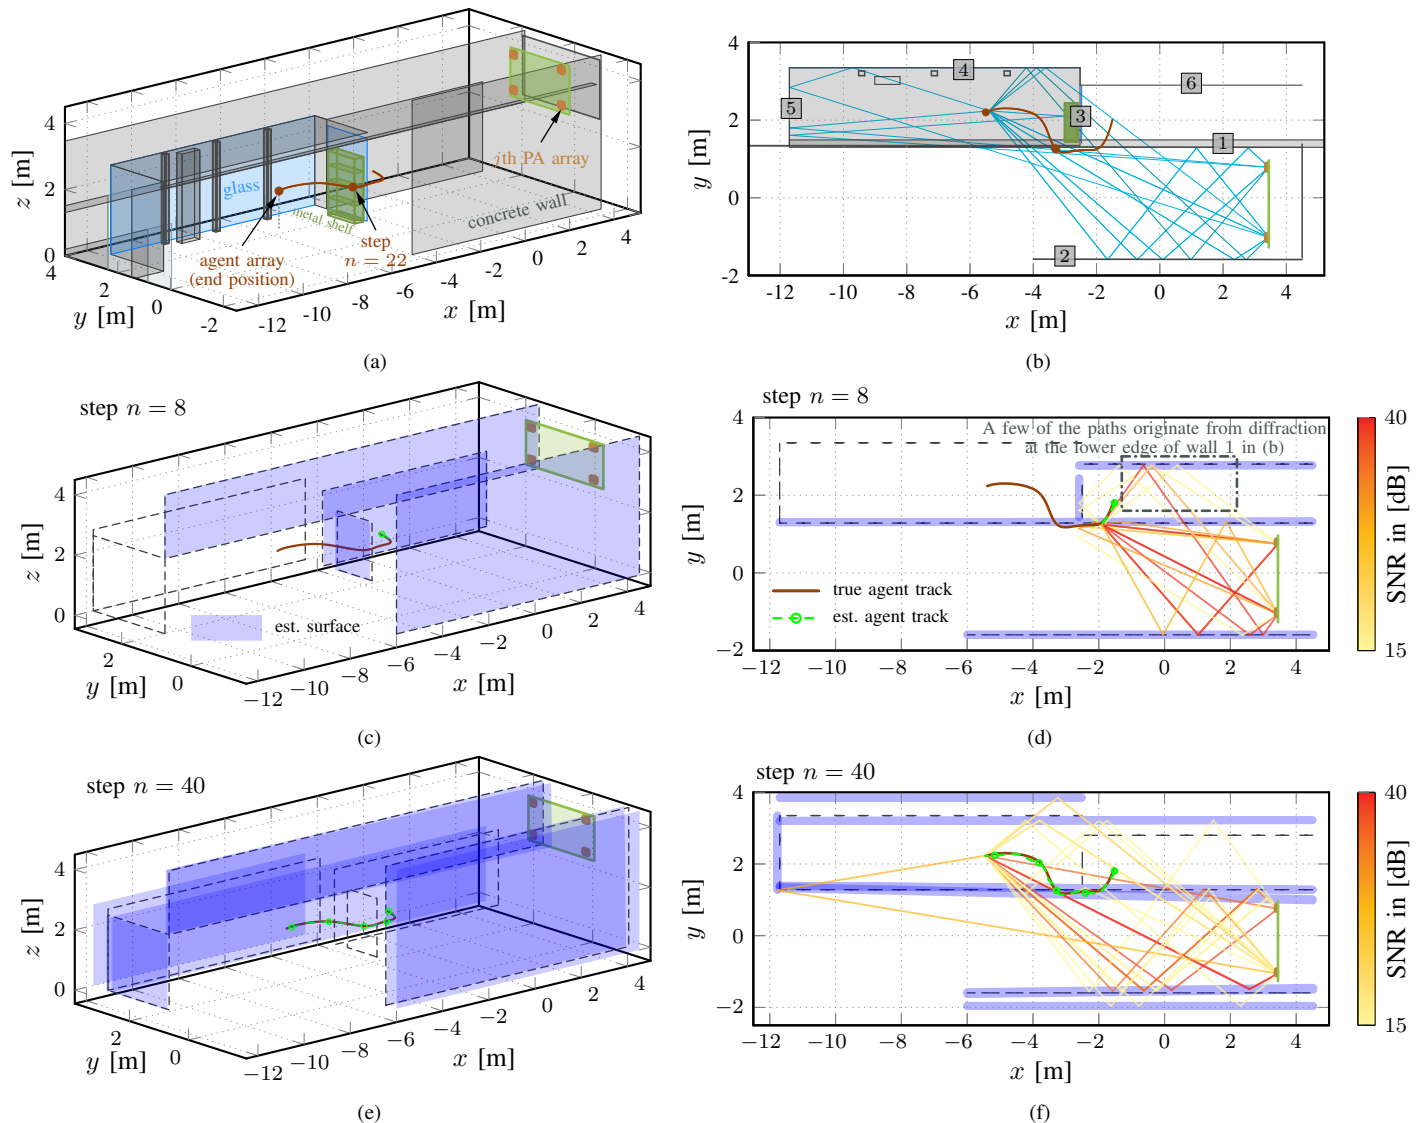 z [m]
4
2
0
4
2
0
-2
y [m]
-12
-10
-8
-6
-4
-2
0
2
4
x [m]
glass
metal shelf
agent array
(end position)
step
n = 22
jth PA array
concrete wall
(a)
y [m]
4
2
0
-2
-12
-10
-8
-6
-4
-2
0
2
4
x [m]
1
2
3
4
5
6
(b)
step n = 8
z [m]
4
2
0
2
0
y [m]
−12
−10
−8
−6
−4
−2
0
2
4
x [m]
est. surface
(c)
step n = 8
A few of the paths originate from diffraction
at the lower edge of wall 1 in (b)
y [m]
4
2
0
−2
−12
−10
−8
−6
−4
−2
0
2
4
x [m]
true agent track
est. agent track
40
15
SNR in [dB]
(d)
step n = 40
z [m]
4
2
0
2
0
y [m]
−12
−10
−8
−6
−4
−2
0
2
4
x [m]
(e)
step n = 40
y [m]
4
2
0
−2
−12
−10
−8
−6
−4
−2
0
2
4
x [m]
40
15
SNR in [dB]
(f)